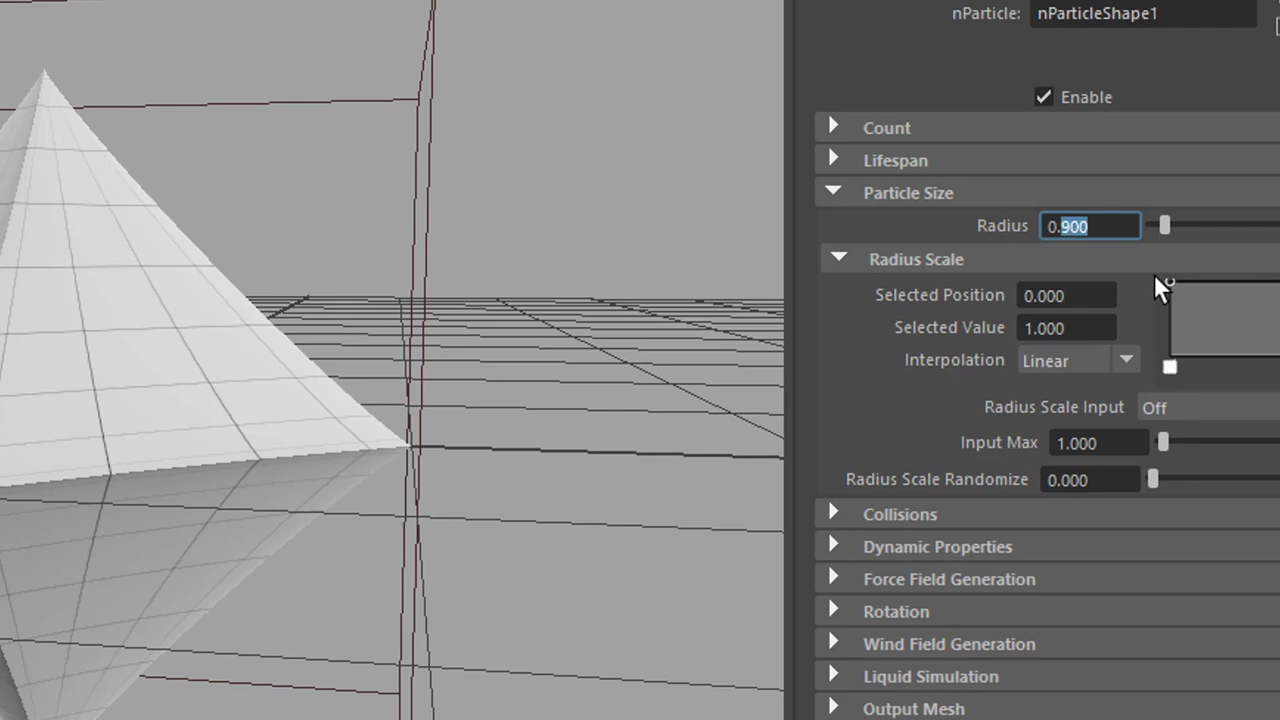 nParticle: nParticleShape1
Enable
Count
Lifespan
Particle Size
Radius 0.900
Radius Scale
Selected Position 0.000
Selected Value 1.000
Interpolation Linear
Radius Scale Input Off
Input Max 1.000
Radius Scale Randomize 0.000
Collisions
Dynamic Properties
Force Field Generation
Rotation
Wind Field Generation
Liquid Simulation
Output Mesh